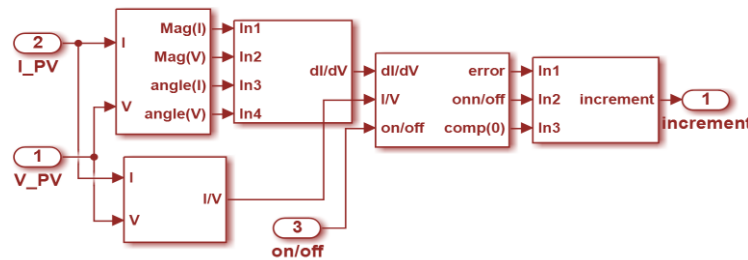 2
I_PV
1
V_PV
I
V
Mag(I)
Mag(V)
angle(I)
angle(V)
In1
In2
In3
In4
dI/dV
I
V
I/V
3
on/off
dI/dV
I/V
on/off
error
onn/off
comp(0)
In1
In2
In3
increment
1
increment